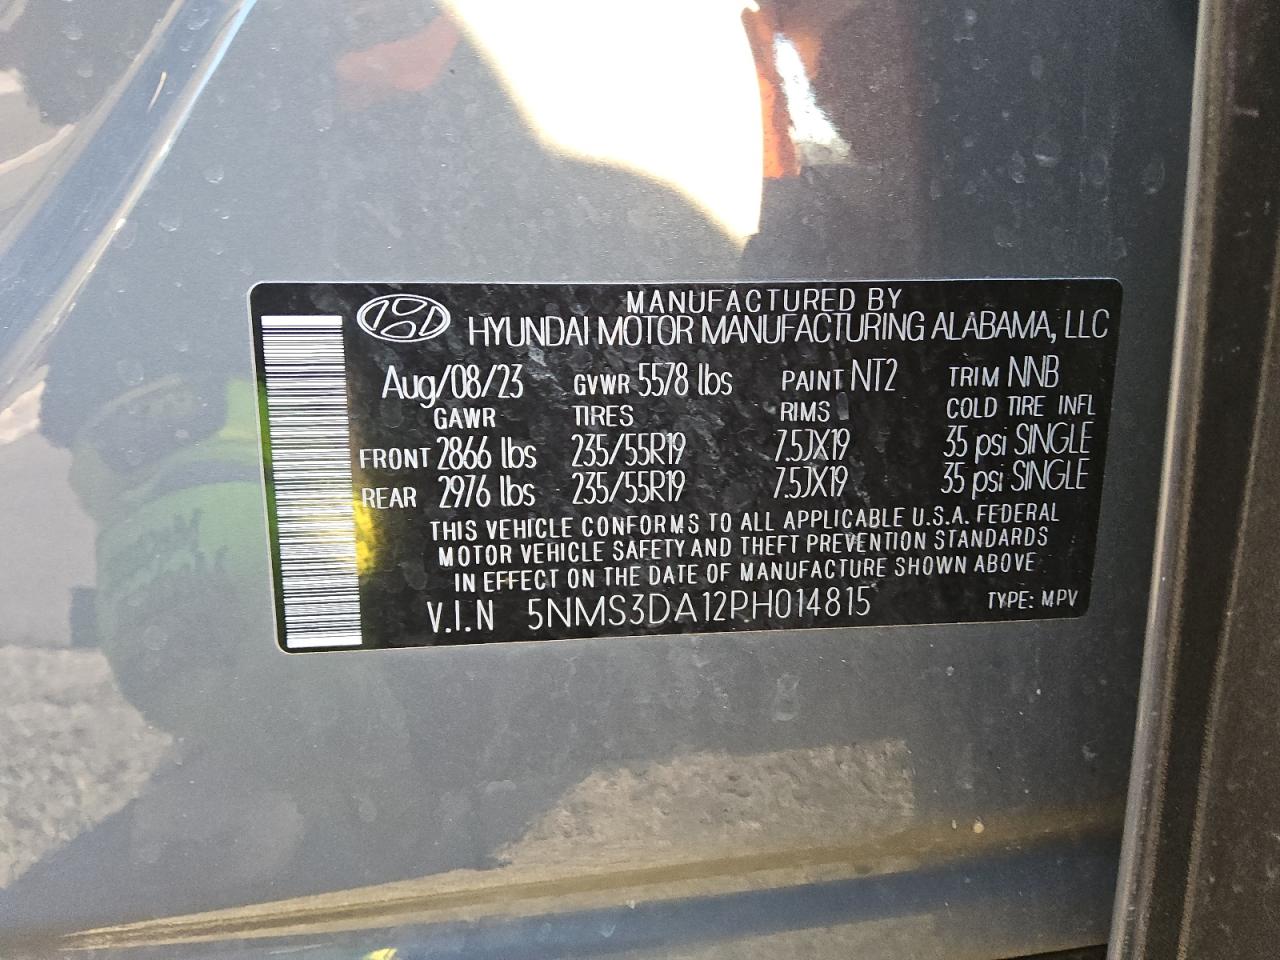 MANUFACTURED BY
HYUNDAI MOTOR MANUFACTURING ALABAMA, LLC
Aug/08/23 GVWR 5578 lbs PAINT NT2 TRIM NNB
GAWR TIRES RIMS COLD TIRE INFL
FRONT 2866 lbs 235/55R19 7.5JX19 35 psi SINGLE
REAR 2976 lbs 235/55R19 7.5JX19 35 psi SINGLE
THIS VEHICLE CONFORMS TO ALL APPLICABLE U.S.A. FEDERAL
MOTOR VEHICLE SAFETY AND THEFT PREVENTION STANDARDS
IN EFFECT ON THE DATE OF MANUFACTURE SHOWN ABOVE
V.I.N 5NMS3DA12PH014815 TYPE: MPV